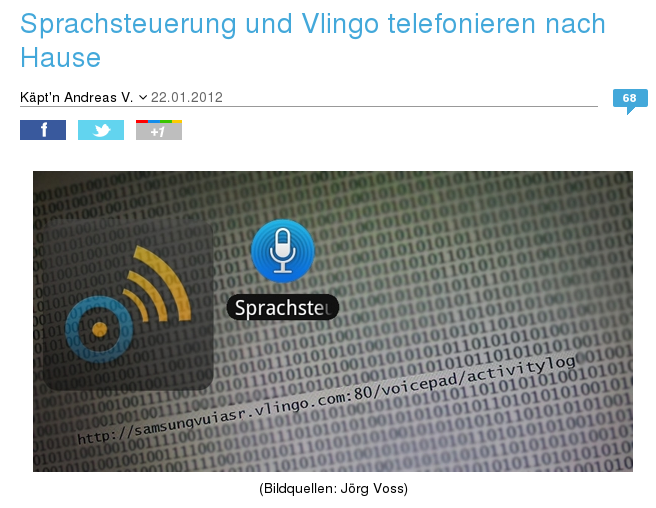 Sprachsteuerung und Vlingo telefonieren nach
Hause
Käpt'n Andreas V. 22.01.2012
68
f
+1
Sprachsteu
http://samsungvuiasr.vlingo.com:80/voicepad/activitylog
(Bildquellen: Jörg Voss)